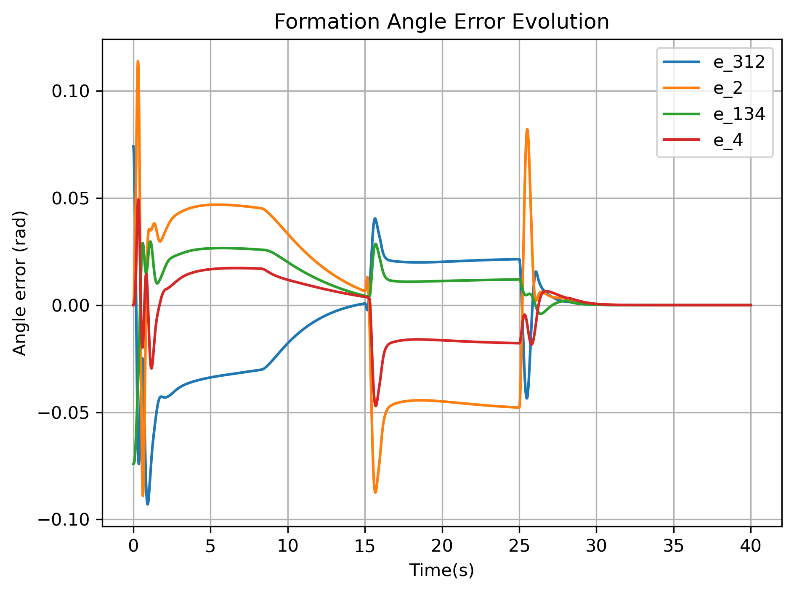 Formation Angle Error Evolution
e_312
e_2
e_134
e_4
Angle error (rad)
0.10
0.05
0.00
−0.05
−0.10
0 5 10 15 20 25 30 35 40
Time(s)